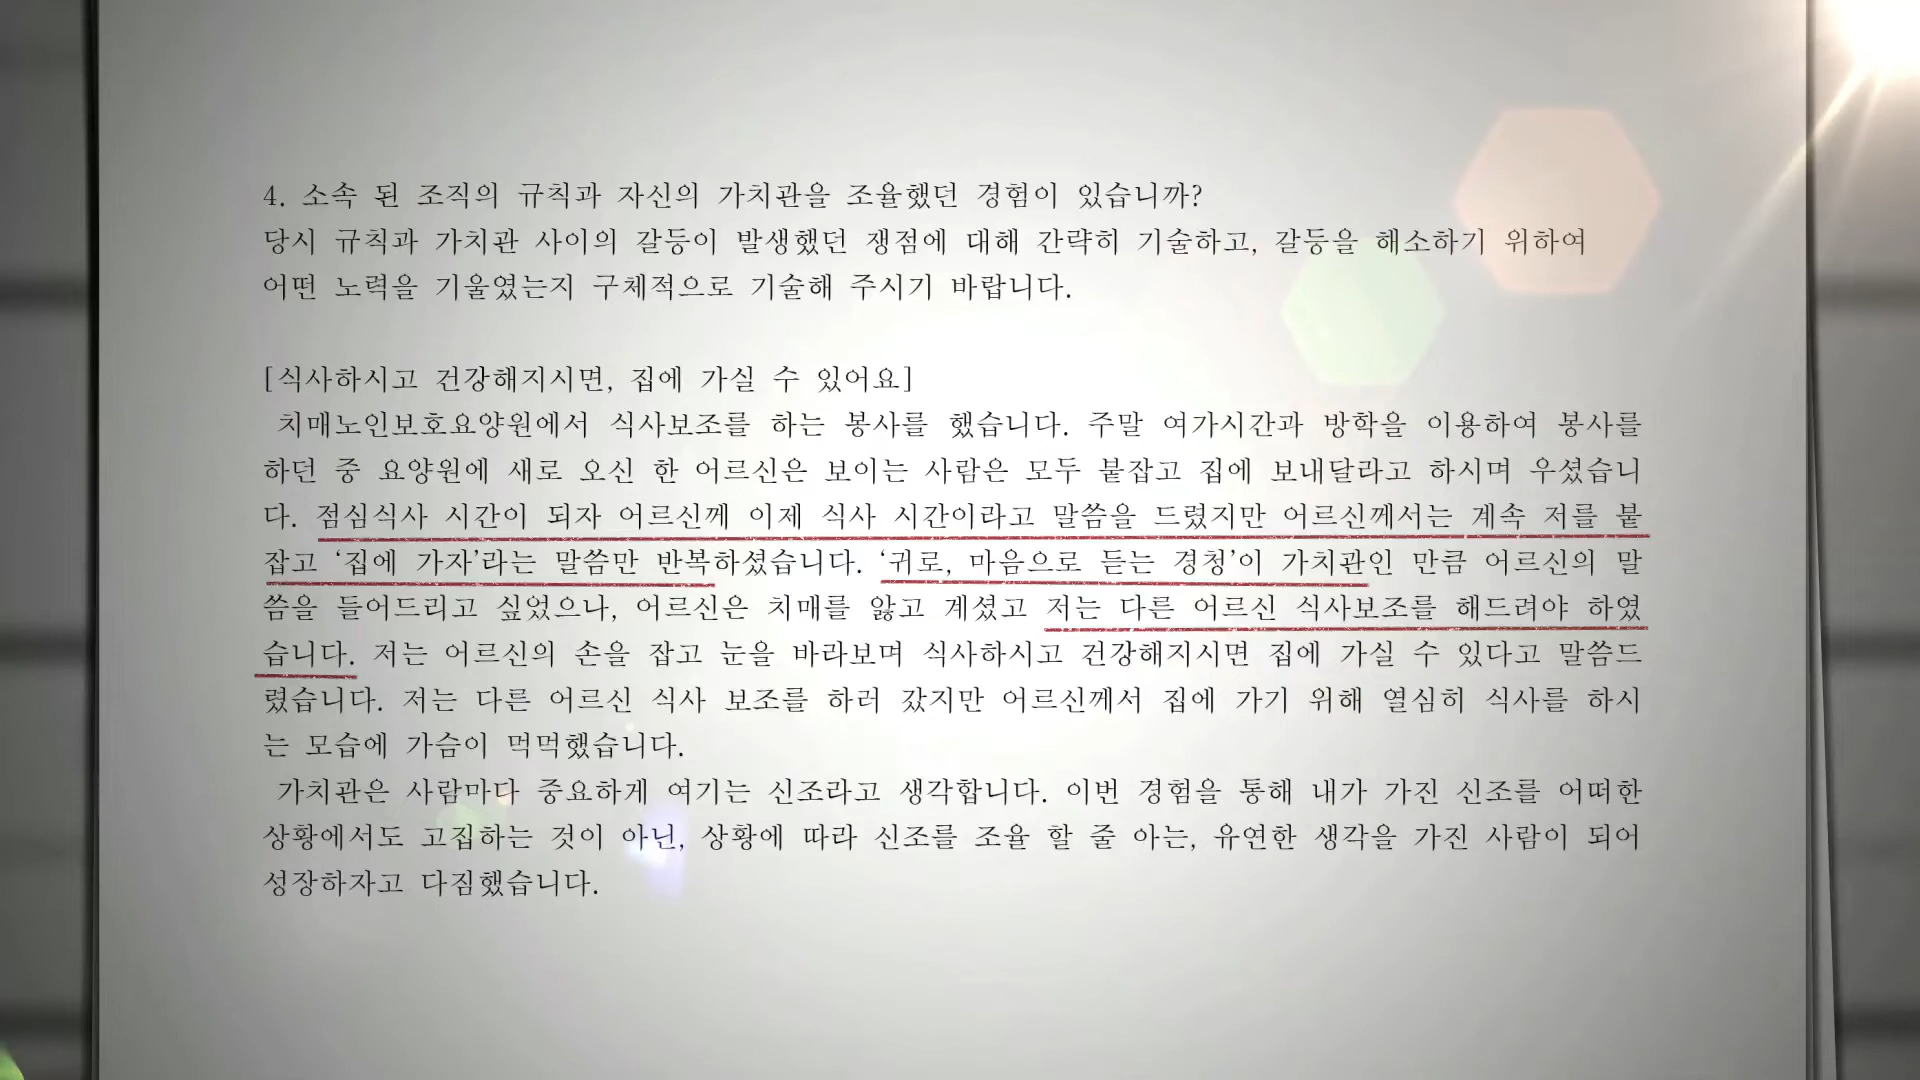 4. 소속 된 조직의 규칙과 자신의 가치관을 조율했던 경험이 있습니까?
당시 규칙과 가치관 사이의 갈등이 발생했던 쟁점에 대해 간략히 기술하고, 갈등을 해소하기 위하여
어떤 노력을 기울였는지 구체적으로 기술해 주시기 바랍니다.
[식사하시고 건강해지시면, 집에 가실 수 있어요]
치매노인보호요양원에서 식사보조를 하는 봉사를 했습니다. 주말 여가시간과 방학을 이용하여 봉사를
하던 중 요양원에 새로 오신 한 어르신은 보이는 사람은 모두 붙잡고 집에 보내달라고 하시며 우셨습니
다. 점심식사 시간이 되자 어르신께 이제 식사 시간이라고 말씀을 드렸지만 어르신께서는 계속 저를 붙
잡고 ‘집에 가자’라는 말씀만 반복하셨습니다. ‘귀로, 마음으로 듣는 경청’이 가치관인 만큼 어르신의 말
씀을 들어드리고 싶었으나, 어르신은 치매를 앓고 계셨고 저는 다른 어르신 식사보조를 해드려야 하였
습니다. 저는 어르신의 손을 잡고 눈을 바라보며 식사하시고 건강해지시면 집에 가실 수 있다고 말씀드
렸습니다. 저는 다른 어르신 식사 보조를 하러 갔지만 어르신께서 집에 가기 위해 열심히 식사를 하시
는 모습에 가슴이 먹먹했습니다.
가치관은 사람마다 중요하게 여기는 신조라고 생각합니다. 이번 경험을 통해 내가 가진 신조를 어떠한
상황에서도 고집하는 것이 아닌, 상황에 따라 신조를 조율 할 줄 아는, 유연한 생각을 가진 사람이 되어
성장하자고 다짐했습니다.